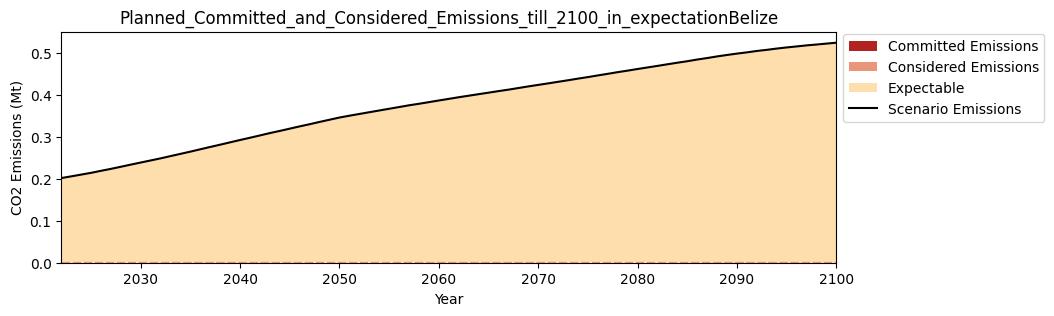 Planned_Committed_and_Considered_Emissions_till_2100_in_expectationBelize
CO2 Emissions (Mt)
0.5
0.4
0.3
0.2
0.1
0.0
2030 2040 2050 2060 2070 2080 2090 2100
Year
Committed Emissions
Considered Emissions
Expectable
Scenario Emissions